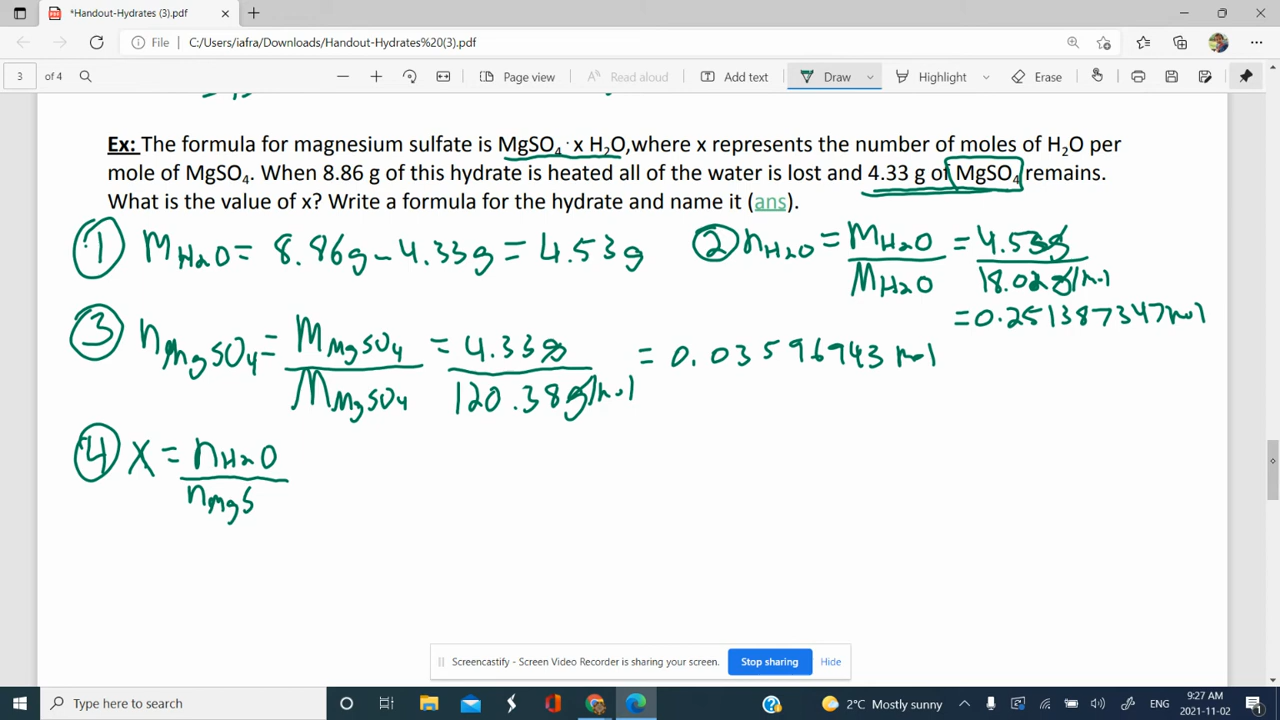 *Handout-Hydrates (3).pdf
File C:/Users/iafra/Downloads/Handout-Hydrates%20(3).pdf
3 of 4 Page view Read aloud Add text Draw Highlight Erase
Ex: The formula for magnesium sulfate is MgSO₄ · x H₂O,where x represents the number of moles of H₂O per
mole of MgSO₄. When 8.86 g of this hydrate is heated all of the water is lost and 4.33 g of MgSO₄ remains.
What is the value of x? Write a formula for the hydrate and name it (ans).
① mH₂O = 8.86g - 4.33g = 4.53g
② nH₂O = mH₂O / MH₂O = 4.53g / 18.02g/mol
= 0.251387347mol
③ nMgSO₄ = mMgSO₄ / MMgSO₄ = 4.33g / 120.38g/mol = 0.03596943 mol
④ X = nH₂O / nMgS
Screencastify - Screen Video Recorder is sharing your screen. Stop sharing Hide
Type here to search 2°C Mostly sunny ENG 9:27 AM
2021-11-02 1